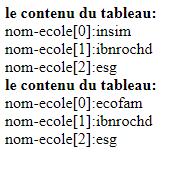 le contenu du tableau:
nom-ecole[0]:insim
nom-ecole[1]:ibnrochd
nom-ecole[2]:esg
le contenu du tableau:
nom-ecole[0]:ecofam
nom-ecole[1]:ibnrochd
nom-ecole[2]:esg